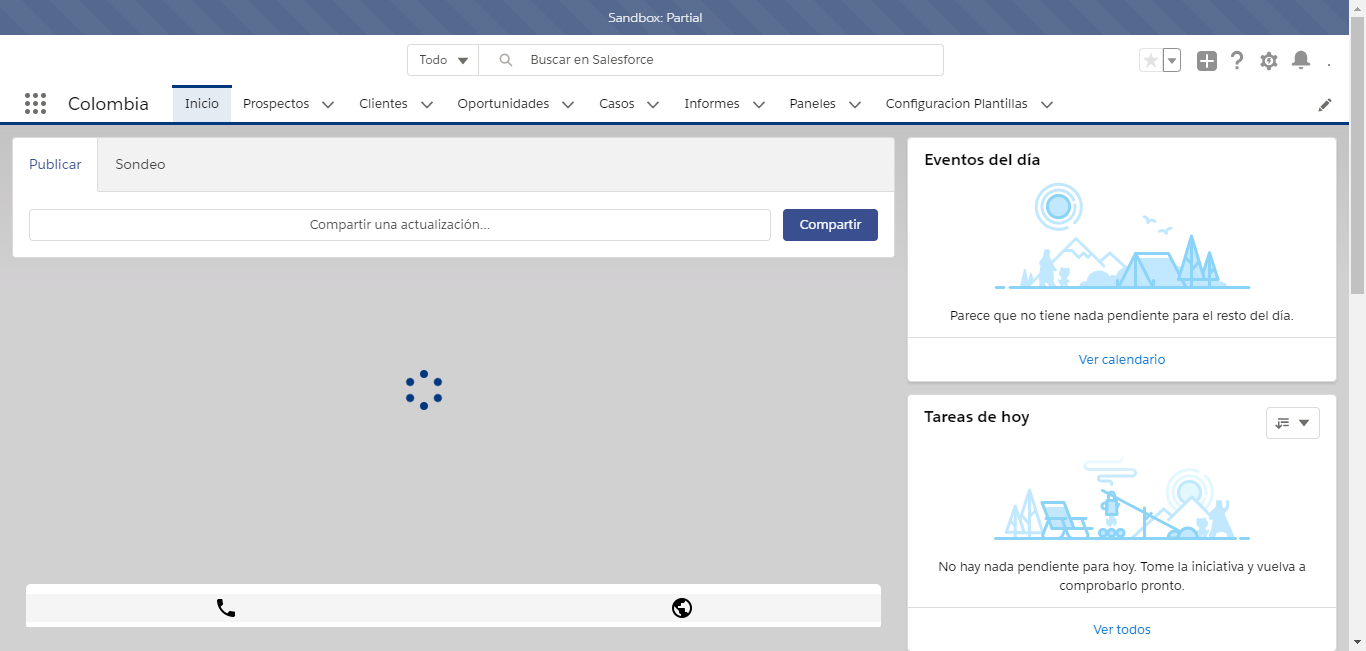 Sandbox: Partial
Todo
Buscar en Salesforce
Colombia
Inicio
Prospectos
Clientes
Oportunidades
Casos
Informes
Paneles
Configuracion Plantillas
Publicar
Sondeo
Compartir una actualización...
Compartir
Eventos del día
Parece que no tiene nada pendiente para el resto del día.
Ver calendario
Tareas de hoy
No hay nada pendiente para hoy. Tome la iniciativa y vuelva a
comprobarlo pronto.
Ver todos